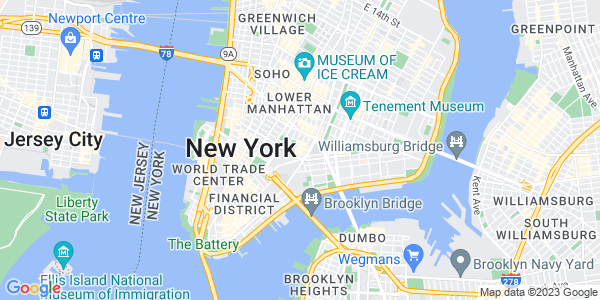 GREENWICH
VILLAGE
E 14th St
GREENPOINT
Newport Centre
78
9A
139
SOHO
MUSEUM OF
ICE CREAM
LOWER
MANHATTAN
Tenement Museum
Manhattan Ave.
Jersey City
New York
Williamsburg Bridge
NEW JERSEY
NEW YORK
WORLD TRADE
CENTER
Kent Ave
WILLIAMSBURG
Liberty
State Park
FINANCIAL
DISTRICT
Brooklyn Bridge
SOUTH
WILLIAMSBURG
The Battery
DUMBO
Wegmans
Brooklyn Navy Yard
Ellis Island National
Museum of Immigration
BROOKLYN
HEIGHTS
278
Google
Map data ©2023 Google